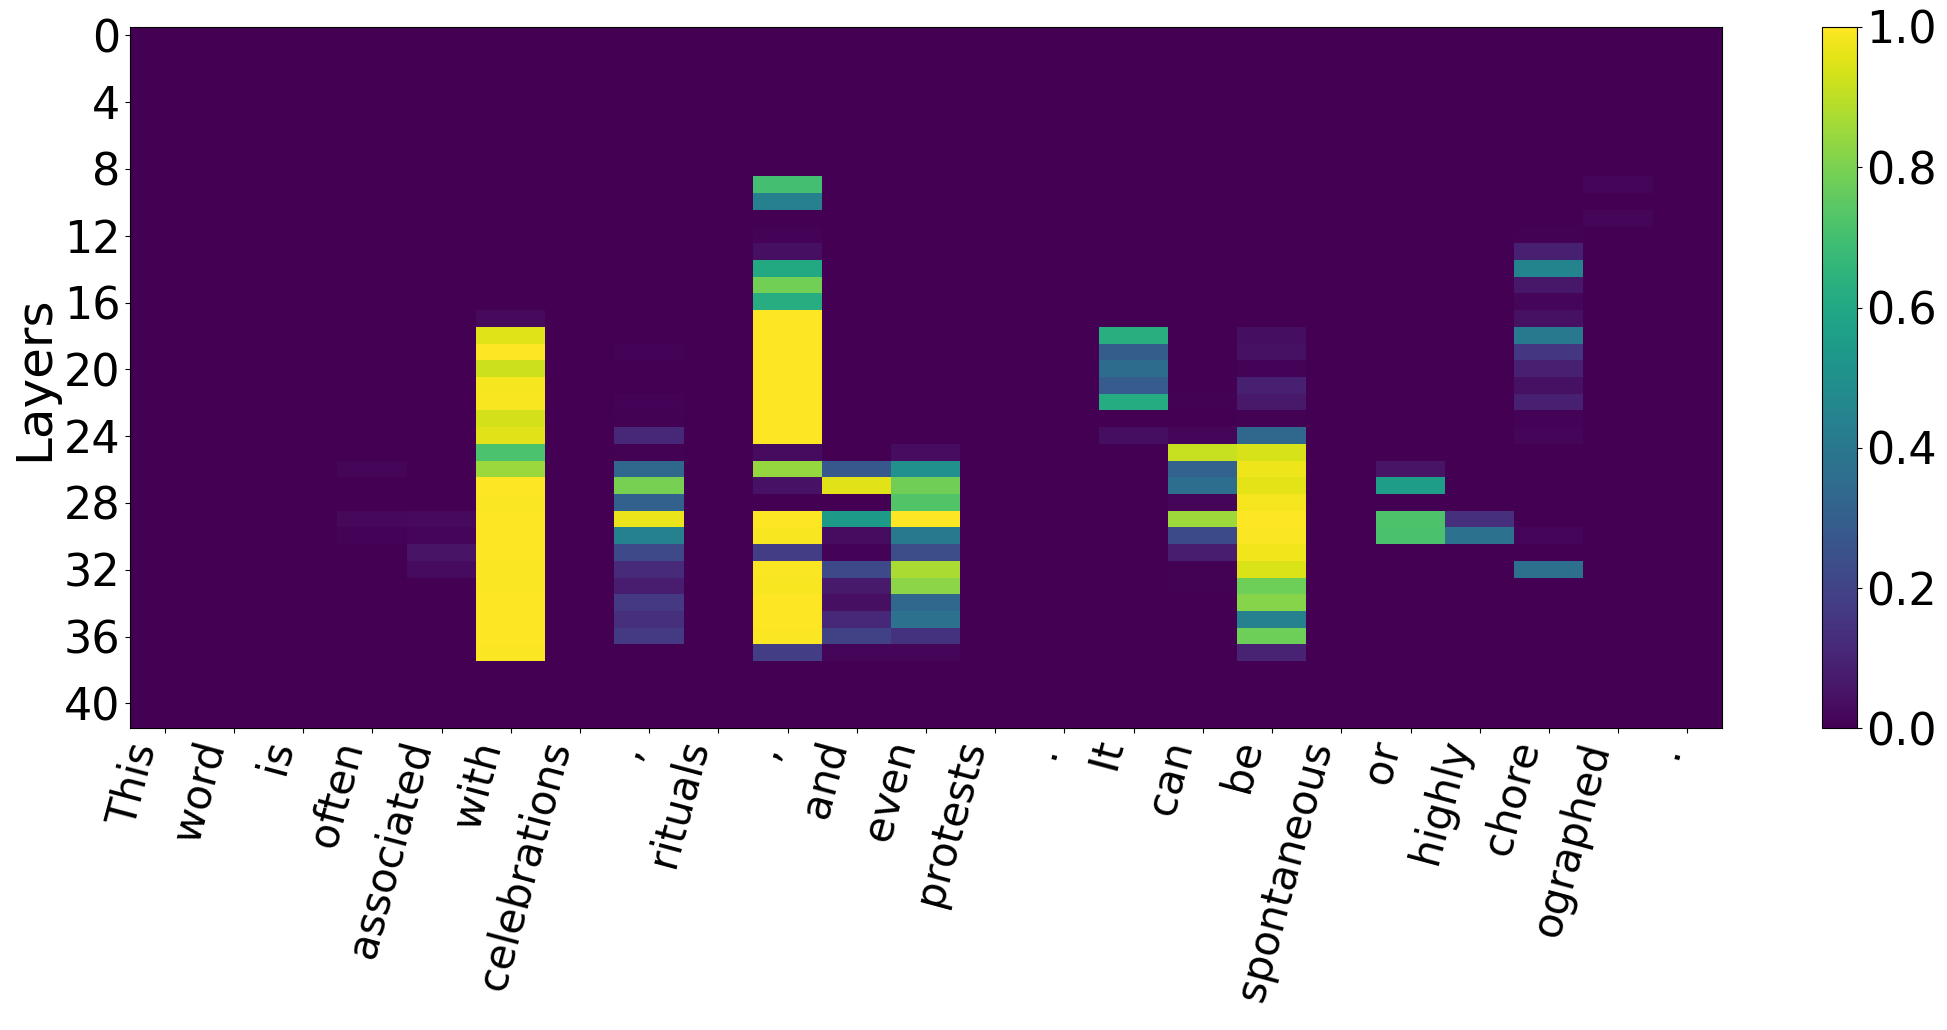 Layers
0
4
8
12
16
20
24
28
32
36
40
This
word
is
often
associated
with
celebrations
,
rituals
,
and
even
protests
.
It
can
be
spontaneous
or
highly
chore
ographed
.
1.0
0.8
0.6
0.4
0.2
0.0